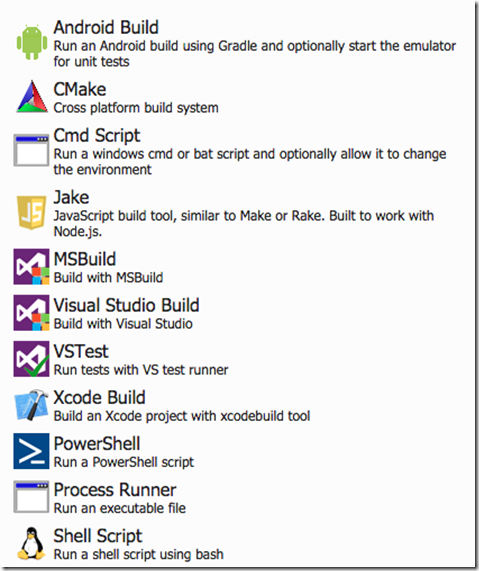 Android Build
Run an Android build using Gradle and optionally start the emulator
for unit tests
CMake
Cross platform build system
Cmd Script
Run a windows cmd or bat script and optionally allow it to change
the environment
JS
Jake
JavaScript build tool, similar to Make or Rake. Built to work with
Node.js.
MSBuild
Build with MSBuild
Visual Studio Build
Build with Visual Studio
VSTest
Run tests with VS test runner
Xcode Build
Build an Xcode project with xcodebuild tool
PowerShell
Run a PowerShell script
Process Runner
Run an executable file
Shell Script
Run a shell script using bash